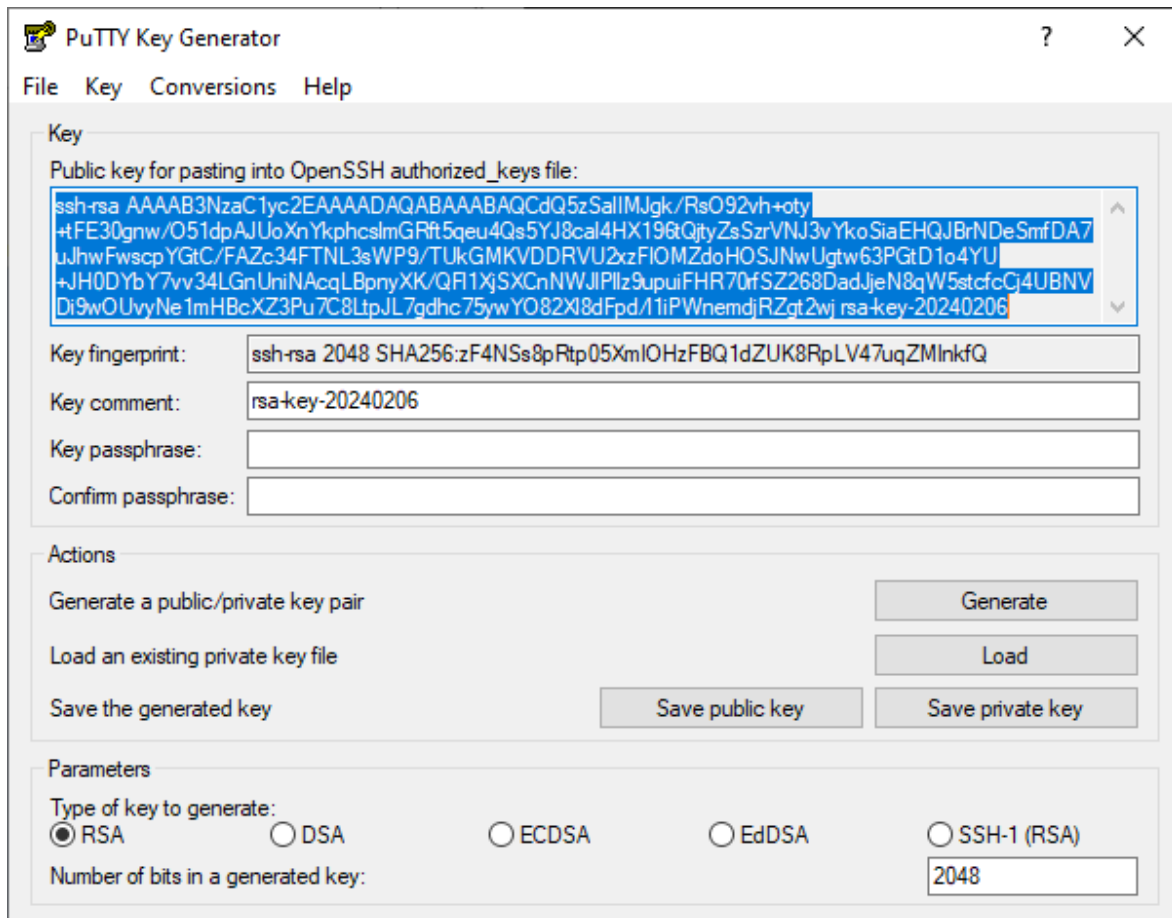 PuTTY Key Generator
File Key Conversions Help
Key
Public key for pasting into OpenSSH authorized_keys file:
ssh-rsa AAAAB3NzaC1yc2EAAAADAQABAAABAQCdQ5zSalIMJgk/RsO92vh+oty
+tFE30gnw/O51dpAJUoXnYkphcslmGRft5qeu4Qs5YJ8cal4HX196tQjtyZsSzrVNJ3vYkoSiaEHQJBrNDeSmfDA7
uJhwFwscpYGtC/FAZc34FTNL3sWP9/TUkGMKVDDRVU2xzFlOMZdoHOSJNwUgtw63PGtD1o4YU
+JH0DYbY7vv34LGnUniNAcqLBpnyXK/QFl1XjSXCnNWJlPllz9upuiFHR70rfSZ268DadJjeN8qW5stcfcCj4UBNV
Di9wOUvyNe1mHBcXZ3Pu7C8LtpJL7gdhc75ywYO82Xl8dFpd/l1iPWnemdjRZgt2wj rsa-key-20240206
Key fingerprint: ssh-rsa 2048 SHA256:zF4NSs8pRtp05XmlOHzFBQ1dZUK8RpLV47uqZMlnkfQ
Key comment: rsa-key-20240206
Key passphrase:
Confirm passphrase:
Actions
Generate a public/private key pair Generate
Load an existing private key file Load
Save the generated key Save public key Save private key
Parameters
Type of key to generate:
RSA DSA ECDSA EdDSA SSH-1 (RSA)
Number of bits in a generated key: 2048